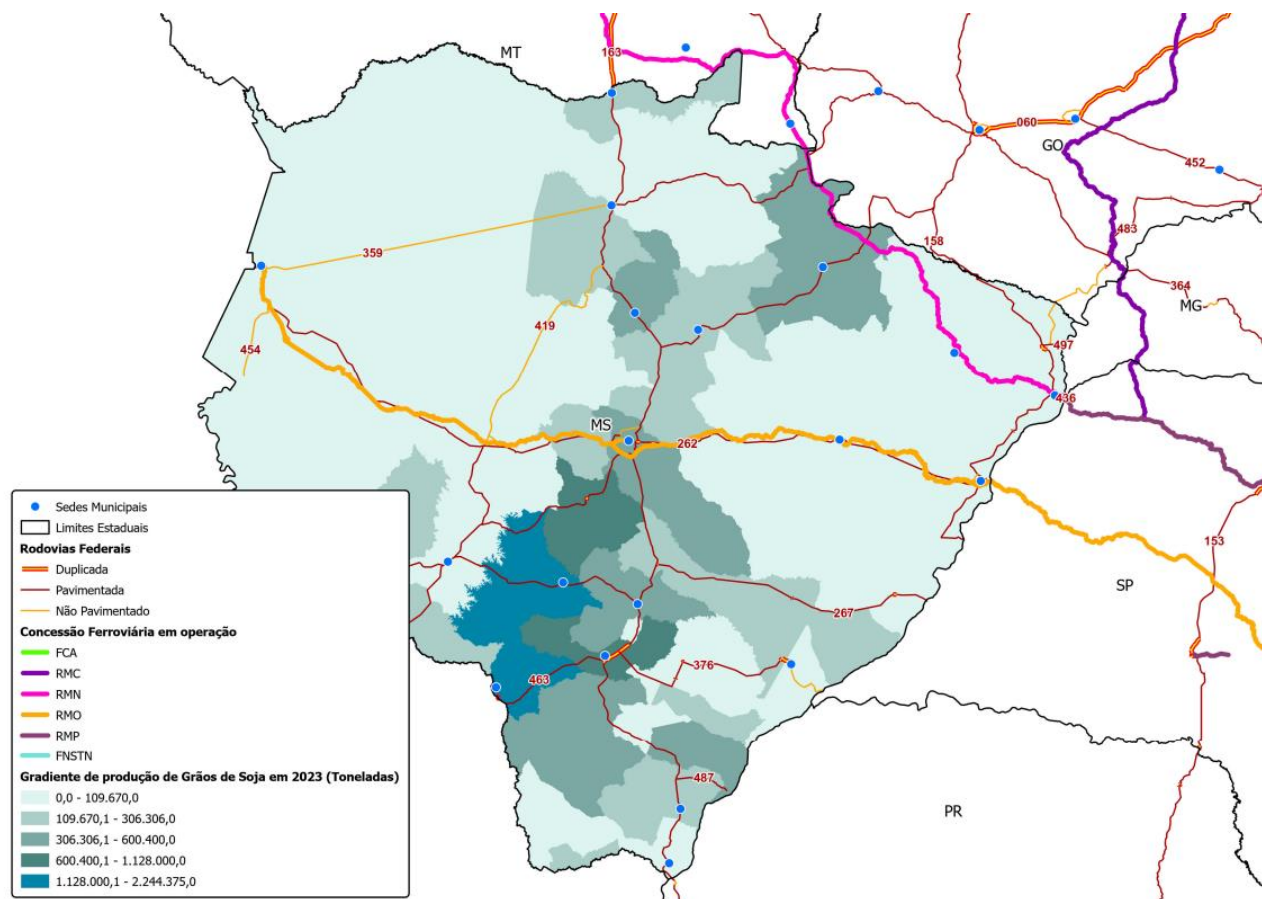 MT
163
060
GO
452
359
158
483
364
MG
419
454
497
436
MS
262
153
SP
267
376
463
487
PR
Sedes Municipais
Limites Estaduais
Rodovias Federais
Duplicada
Pavimentada
Não Pavimentado
Concessão Ferroviária em operação
FCA
RMC
RMN
RMO
RMP
FNSTN
Gradiente de produção de Grãos de Soja em 2023 (Toneladas)
0,0 - 109.670,0
109.670,1 - 306.306,0
306.306,1 - 600.400,0
600.400,1 - 1.128.000,0
1.128.000,1 - 2.244.375,0